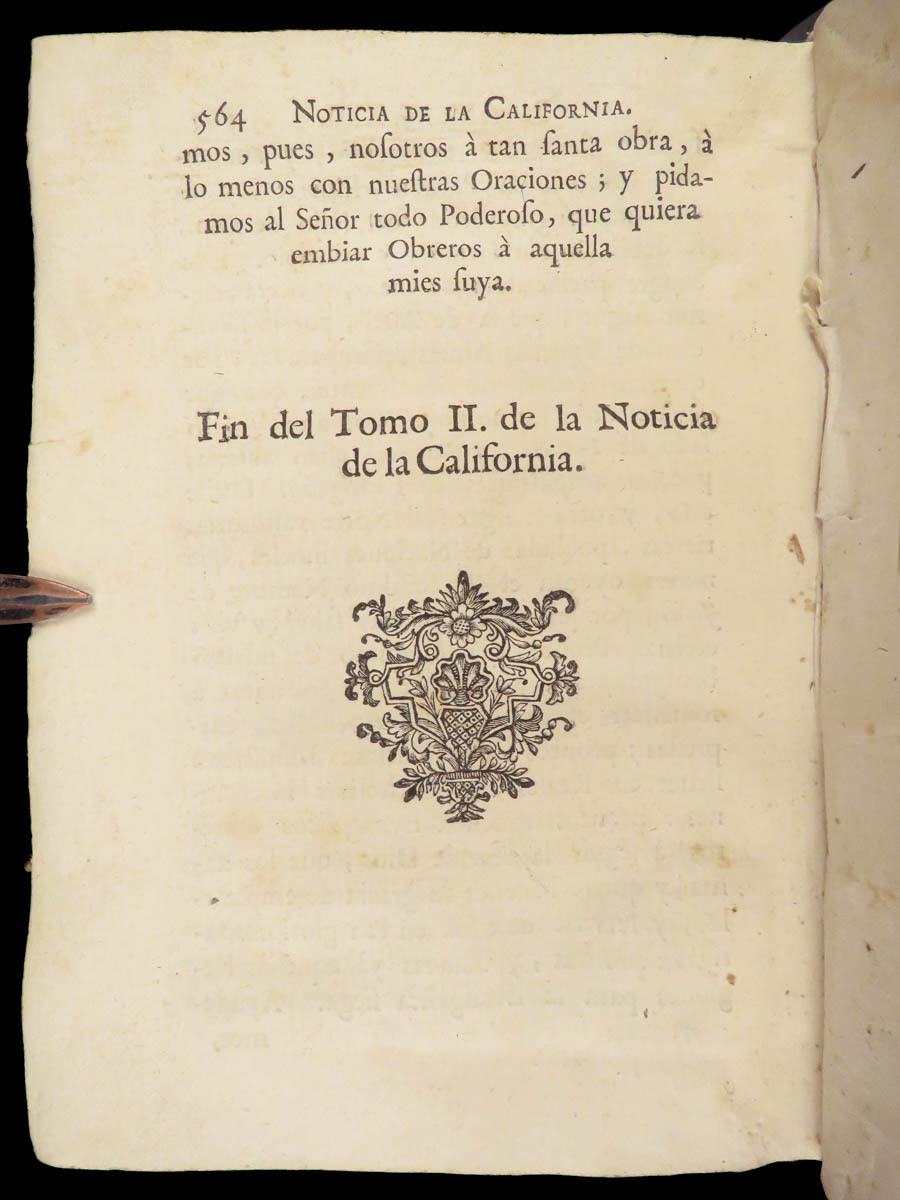 564 NOTICIA DE LA CALIFORNIA.
mos, pues, noſotros à tan ſanta obra, à
lo menos con nueſtras Oraciones; y pida-
mos al Señor todo Poderoſo, que quiera
embiar Obreros à aquella
mies ſuya.
Fin del Tomo II. de la Noticia
de la California.